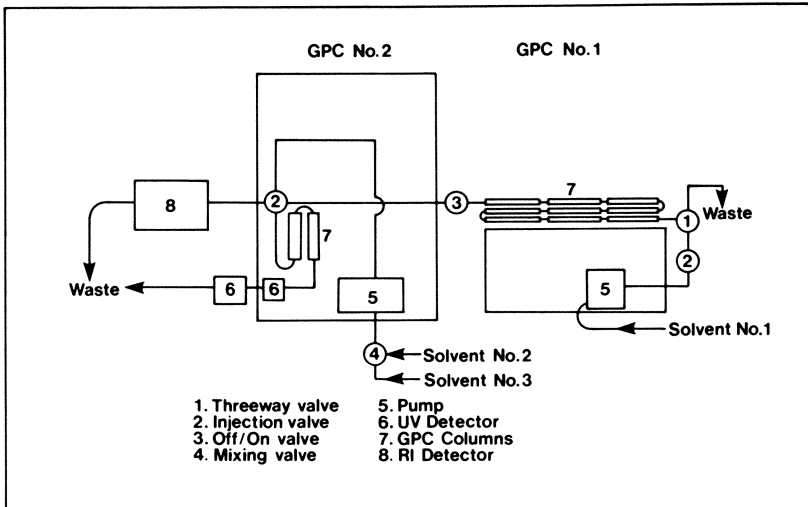 GPC No.2 GPC No.1
7
2 3
8 1 Waste
7 2
Waste 6 6 5 5
Solvent No.1
4 Solvent No.2
Solvent No.3
1. Threeway valve 5. Pump
2. Injection valve 6. UV Detector
3. Off/On valve 7. GPC Columns
4. Mixing valve 8. RI Detector